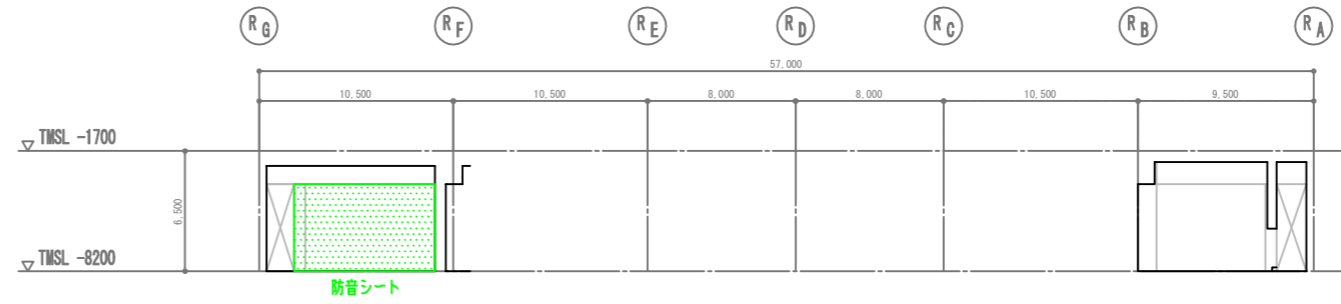 RG RF RE RD RC RB RA
57,000
10,500 10,500 8,000 8,000 10,500 9,500
TMSL -1700
6,500
TMSL -8200
防音シート